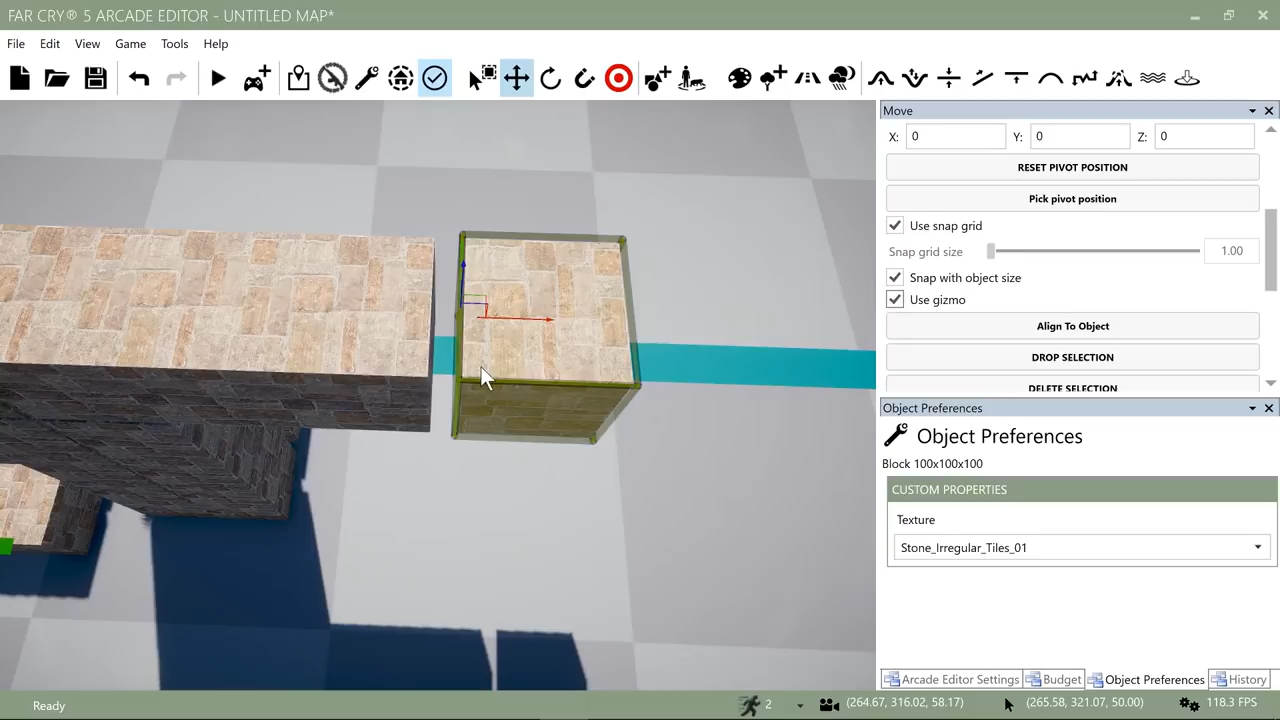 FAR CRY® 5 ARCADE EDITOR - UNTITLED MAP*
File Edit View Game Tools Help
Move
X: 0 Y: 0 Z: 0
RESET PIVOT POSITION
Pick pivot position
Use snap grid
Snap grid size 1.00
Snap with object size
Use gizmo
Align To Object
DROP SELECTION
DELETE SELECTION
Object Preferences
Object Preferences
Block 100x100x100
CUSTOM PROPERTIES
Texture
Stone_Irregular_Tiles_01
Arcade Editor Settings Budget Object Preferences History
Ready 2 (264.67, 316.02, 58.17) (265.58, 321.07, 50.00) 118.3 FPS